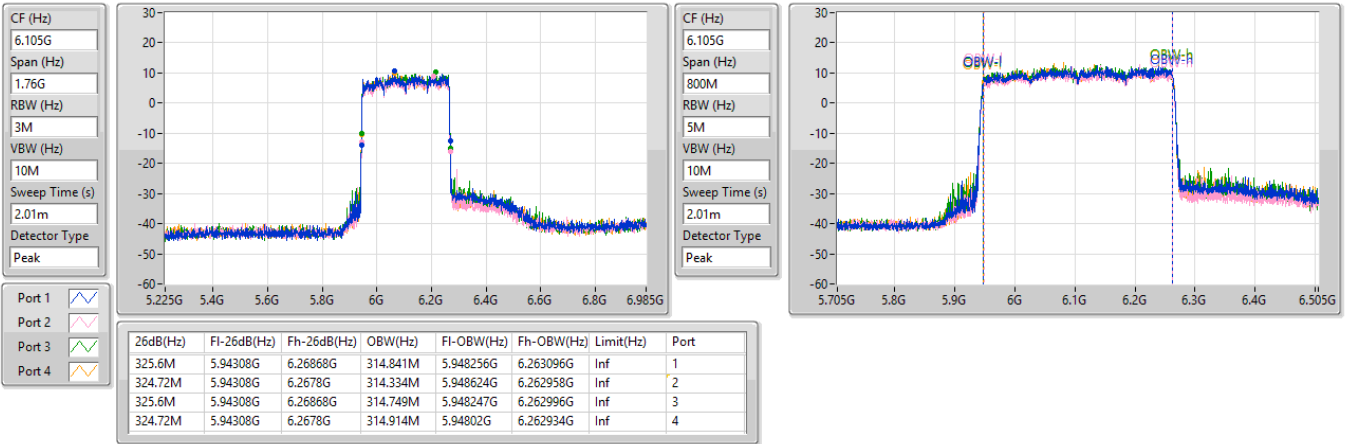 CF (Hz)
6.105G
Span (Hz)
1.76G
RBW (Hz)
3M
VBW (Hz)
10M
Sweep Time (s)
2.01m
Detector Type
Peak
Port 1
Port 2
Port 3
Port 4
30
20
10
0
-10
-20
-30
-40
-50
-60
5.225G 5.4G 5.6G 5.8G 6G 6.2G 6.4G 6.6G 6.8G 6.985G
CF (Hz)
6.105G
Span (Hz)
800M
RBW (Hz)
5M
VBW (Hz)
10M
Sweep Time (s)
2.01m
Detector Type
Peak
30
20
10
0
-10
-20
-30
-40
-50
-60
OBW-l OBW-h
5.705G 5.8G 5.9G 6G 6.1G 6.2G 6.3G 6.4G 6.505G
26dB(Hz) Fl-26dB(Hz) Fh-26dB(Hz) OBW(Hz) Fl-OBW(Hz) Fh-OBW(Hz) Limit(Hz) Port
325.6M 5.94308G 6.26868G 314.841M 5.948256G 6.263096G Inf 1
324.72M 5.94308G 6.2678G 314.334M 5.948624G 6.262958G Inf 2
325.6M 5.94308G 6.26868G 314.749M 5.948247G 6.262996G Inf 3
324.72M 5.94308G 6.2678G 314.914M 5.94802G 6.262934G Inf 4